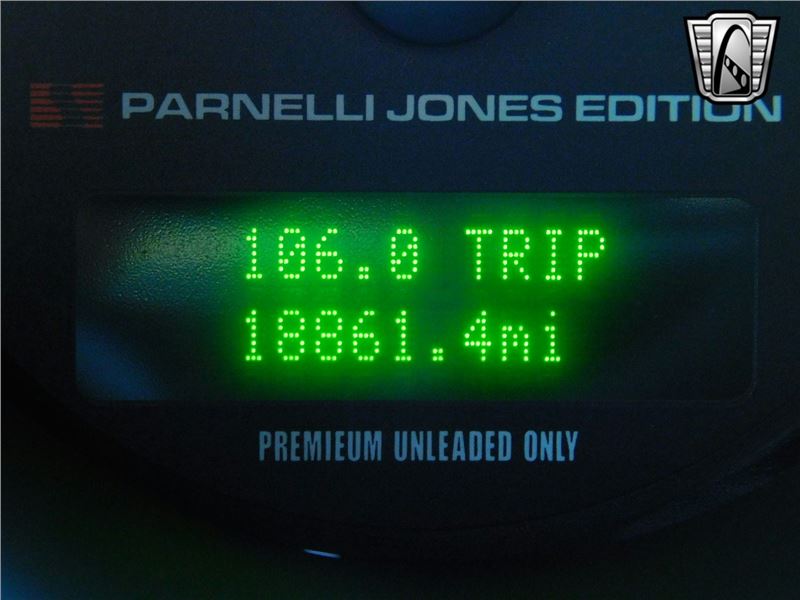 PARNELLI JONES EDITION
106.0 TRIP
18861.4mi
PREMIEUM UNLEADED ONLY